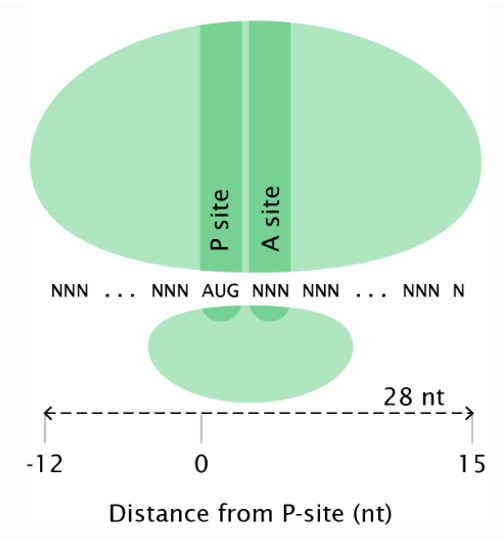 P site
A site
NNN ... NNN AUG NNN NNN ... NNN N
28 nt
-12 0 15
Distance from P-site (nt)